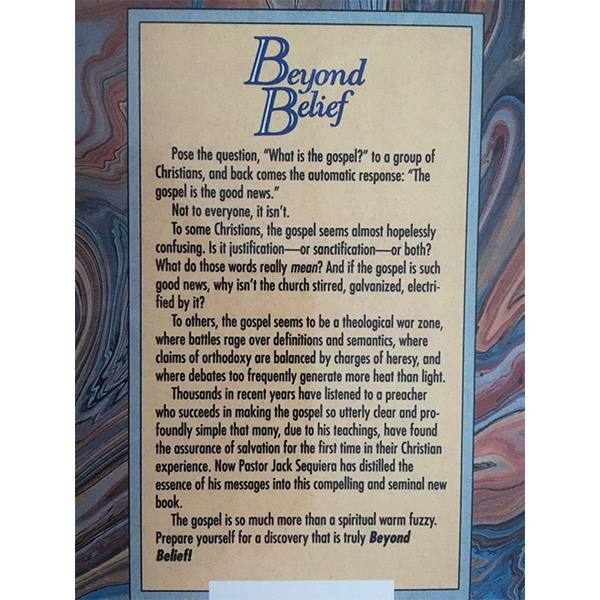 Beyond
Belief
Pose the question, "What is the gospel?" to a group of
Christians, and back comes the automatic response: "The
gospel is the good news."
Not to everyone, it isn't.
To some Christians, the gospel seems almost hopelessly
confusing. Is it justification—or sanctification—or both?
What do those words really mean? And if the gospel is such
good news, why isn't the church stirred, galvanized, electri-
fied by it?
To others, the gospel seems to be a theological war zone,
where battles rage over definitions and semantics, where
claims of orthodoxy are balanced by charges of heresy, and
where debates too frequently generate more heat than light.
Thousands in recent years have listened to a preacher
who succeeds in making the gospel so utterly clear and pro-
foundly simple that many, due to his teachings, have found
the assurance of salvation for the first time in their Christian
experience. Now Pastor Jack Sequiera has distilled the
essence of his messages into this compelling and seminal new
book.
The gospel is so much more than a spiritual warm fuzzy.
Prepare yourself for a discovery that is truly Beyond
Belief!